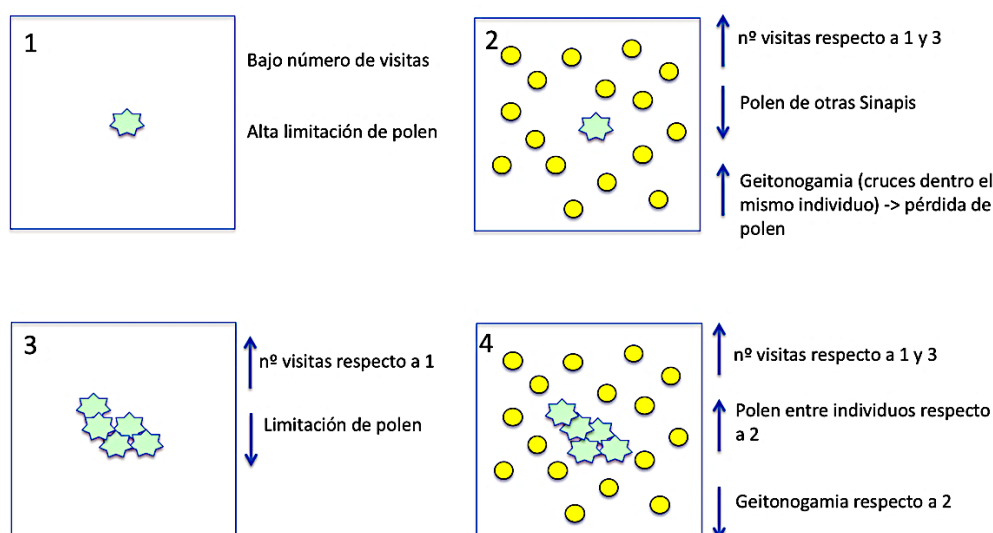 1
Bajo número de visitas
Alta limitación de polen
2
nº visitas respecto a 1 y 3
Polen de otras Sinapis
Geitonogamia (cruces dentro el
mismo individuo) -> pérdida de
polen
3
nº visitas respecto a 1
Limitación de polen
4
nº visitas respecto a 1 y 3
Polen entre individuos respecto
a 2
Geitonogamia respecto a 2